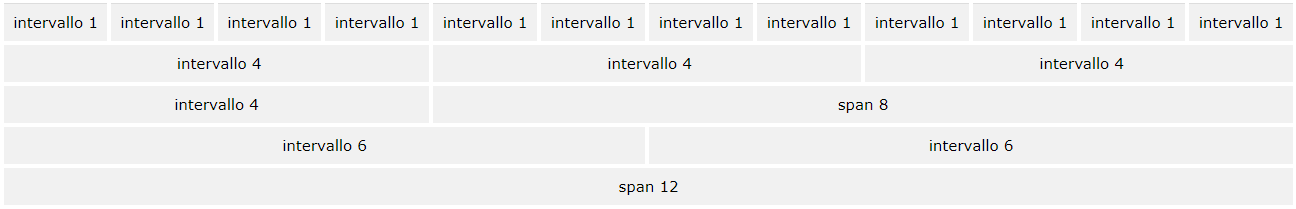 intervallo 1 intervallo 1 intervallo 1 intervallo 1 intervallo 1 intervallo 1 intervallo 1 intervallo 1 intervallo 1 intervallo 1 intervallo 1 intervallo 1
intervallo 4 intervallo 4 intervallo 4
intervallo 4 span 8
intervallo 6 intervallo 6
span 12